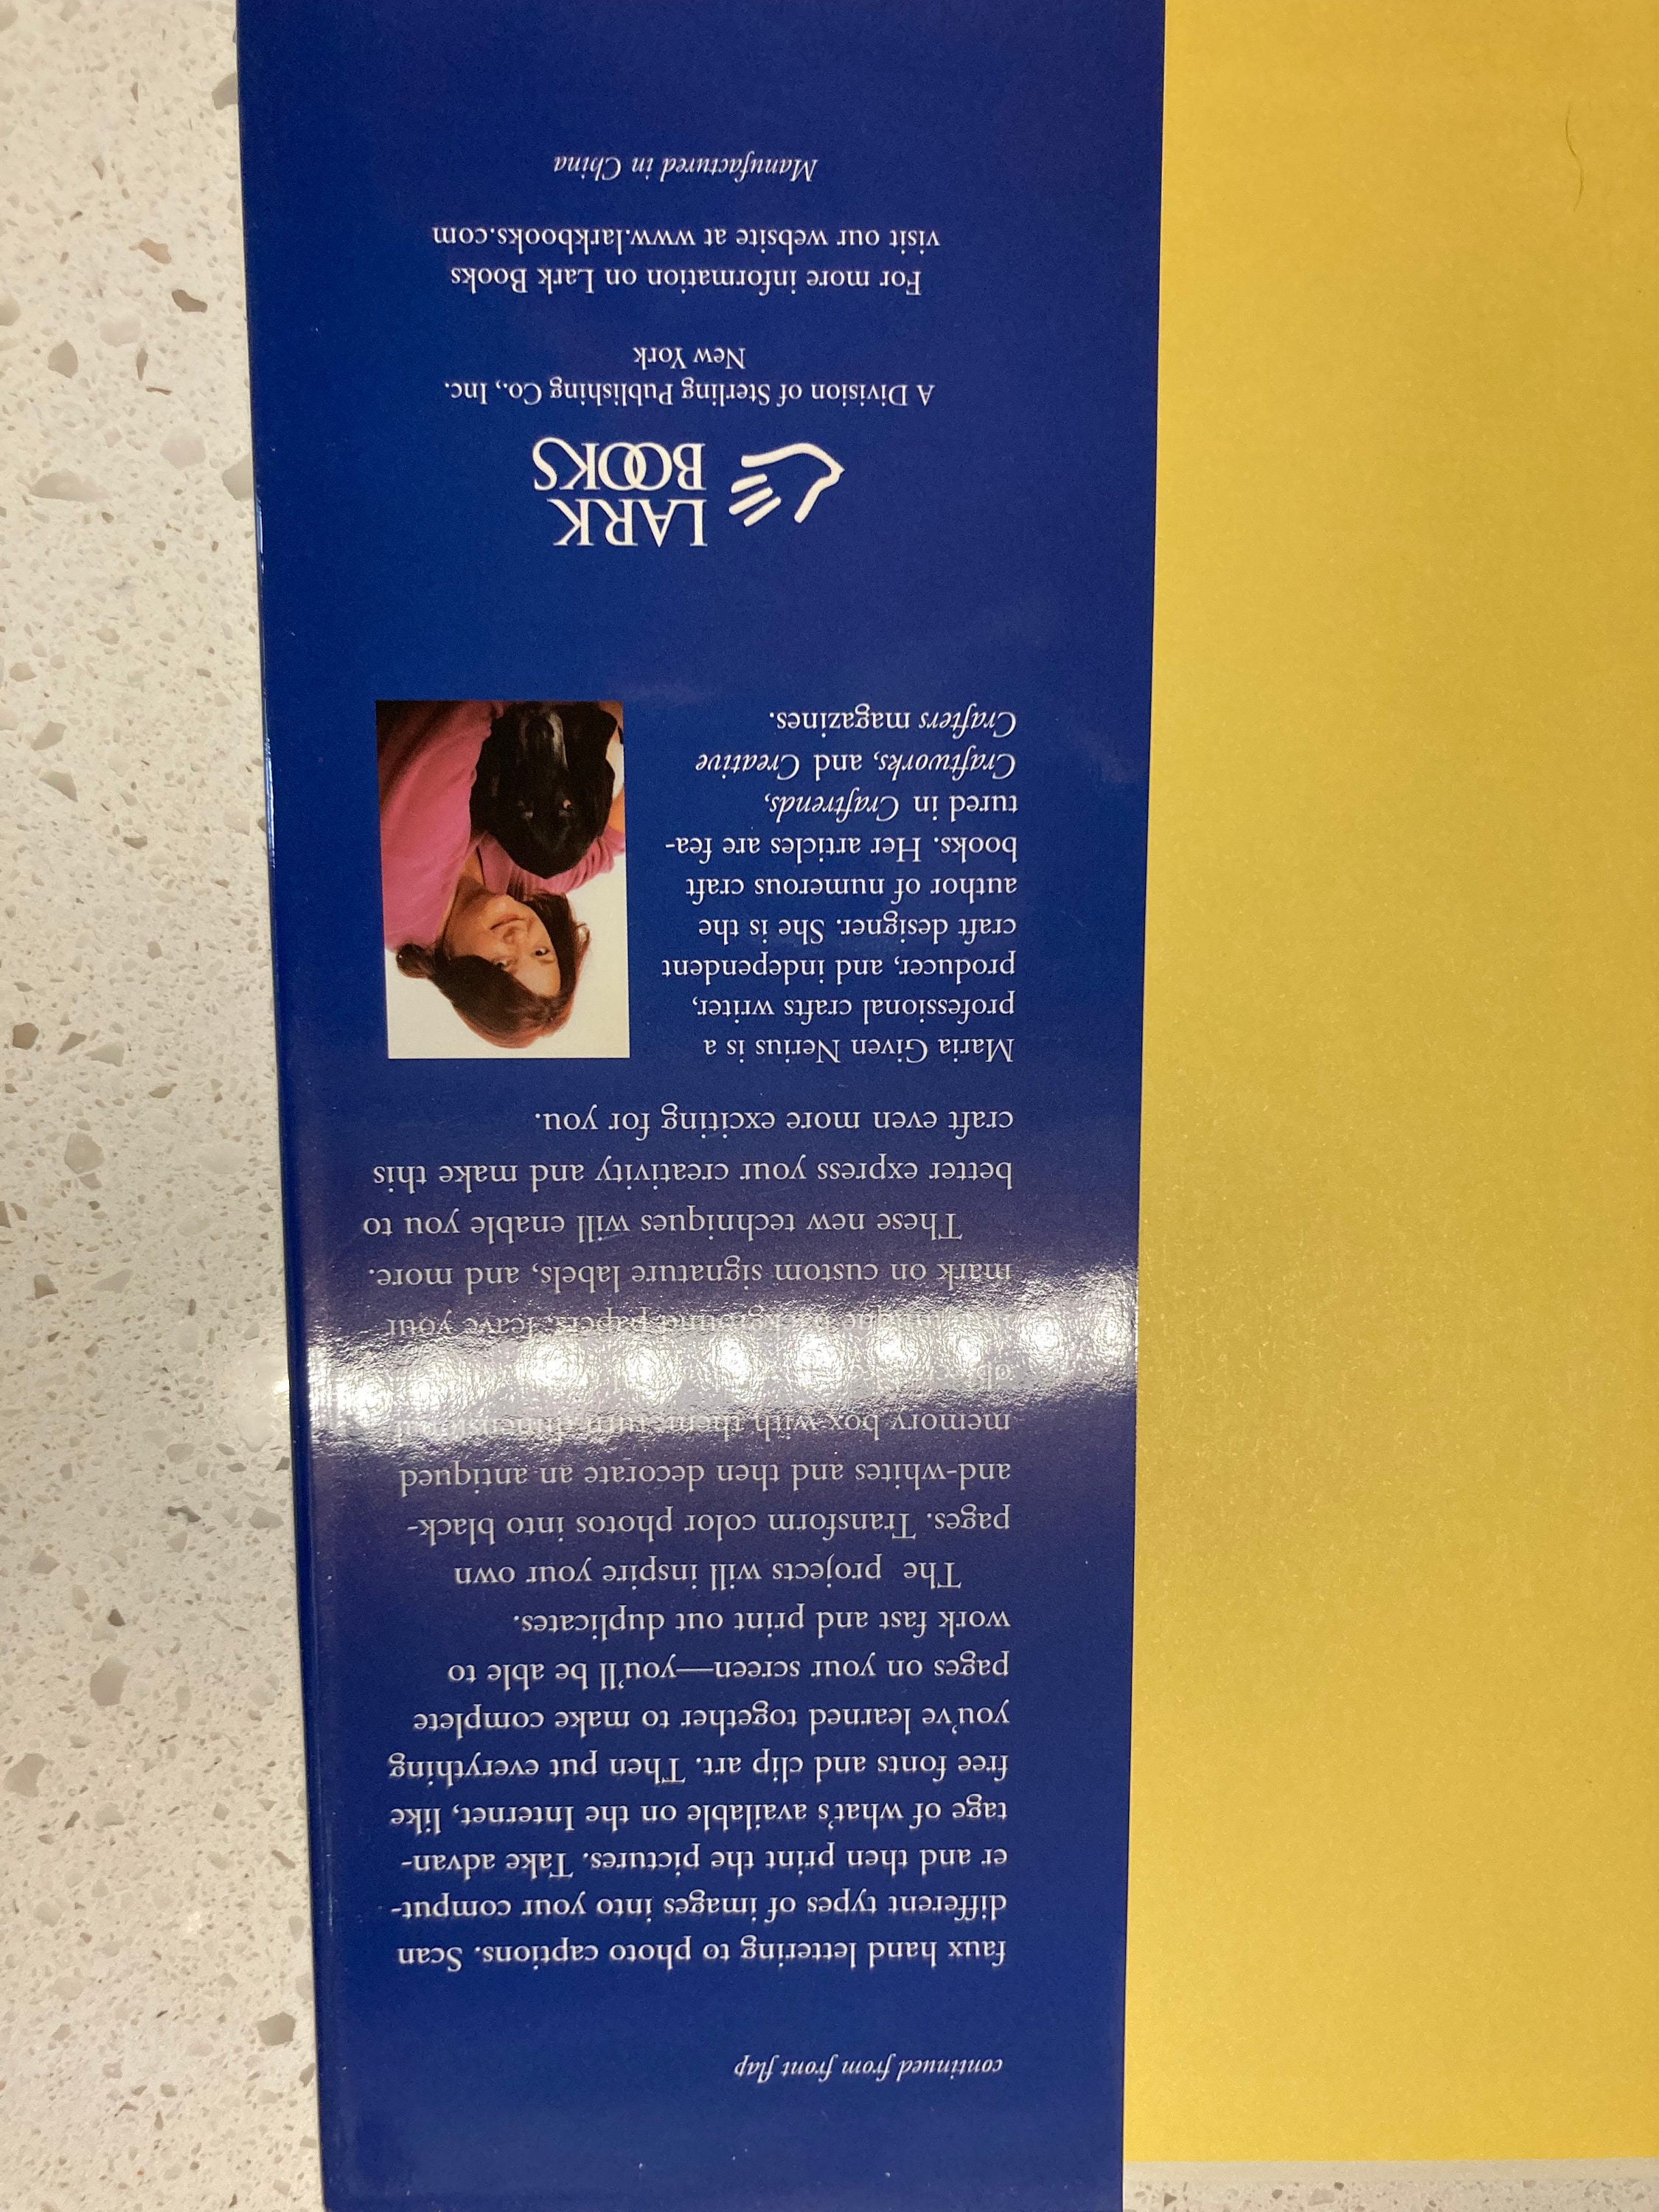 continued from front flap
faux hand lettering to photo captions. Scan
different types of images into your comput-
er and then print the pictures. Take advan-
tage of what's available on the Internet, like
free fonts and clip art. Then put everything
you've learned together to make complete
pages on your screen—you'll be able to
work fast and print out duplicates.
The projects will inspire your own
pages. Transform color photos into black-
and-whites and then decorate an antiqued
memory box with them, turn dimensional
background papers, leave your
mark on custom signature labels, and more.
These new techniques will enable you to
better express your creativity and make this
craft even more exciting for you.
Maria Given Nerius is a
professional crafts writer,
producer, and independent
craft designer. She is the
author of numerous craft
books. Her articles are fea-
tured in Craftrends,
Craftworks, and Creative
Crafters magazines.
LARK
BOOKS
A Division of Sterling Publishing Co., Inc.
New York
For more information on Lark Books
visit our website at www.larkbooks.com
Manufactured in China